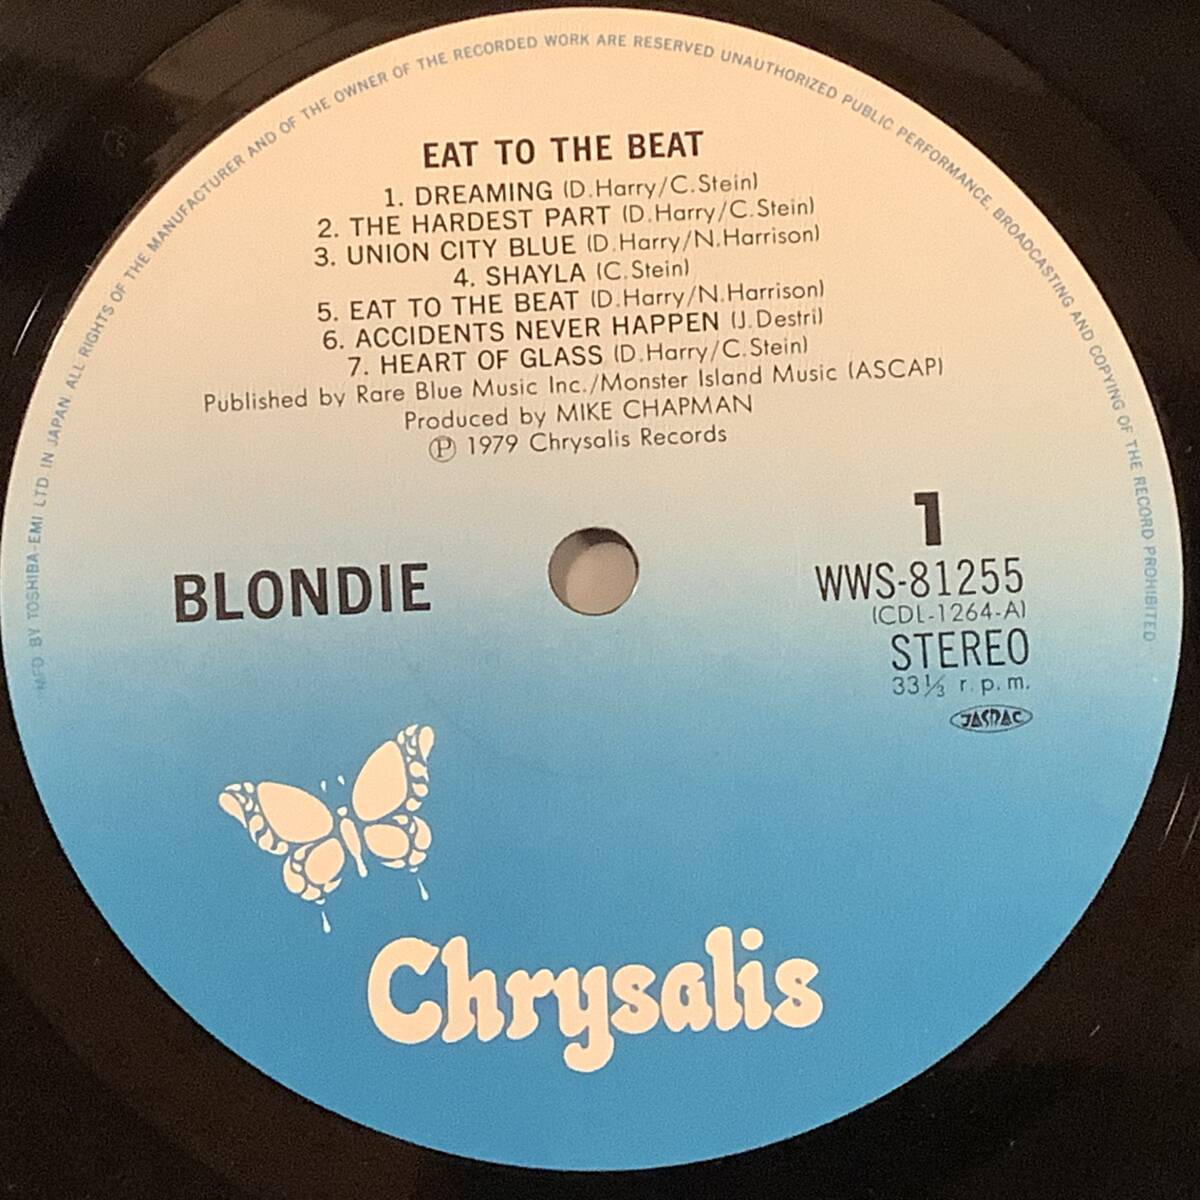 MFD BY TOSHIBA-EMI LTD IN JAPAN. ALL RIGHTS OF THE MANUFACTURER AND OF THE OWNER OF THE RECORDED WORK ARE RESERVED UNAUTHORIZED PUBLIC PERFORMANCE. BROADCASTING AND COPYING OF THE RECORD PROHIBITED
EAT TO THE BEAT
1. DREAMING (D.Harry/C.Stein)
2. THE HARDEST PART (D.Harry/C.Stein)
3. UNION CITY BLUE (D.Harry/N.Harrison)
4. SHAYLA (C.Stein)
5. EAT TO THE BEAT (D.Harry/N.Harrison)
6. ACCIDENTS NEVER HAPPEN (J.Destri)
7. HEART OF GLASS (D.Harry/C.Stein)
Published by Rare Blue Music Inc./Monster Island Music (ASCAP)
Produced by MIKE CHAPMAN
Ⓟ 1979 Chrysalis Records
BLONDIE
1
WWS-81255
(CDL-1264-A)
STEREO
33⅓ r.p.m.
JASRAC
Chrysalis